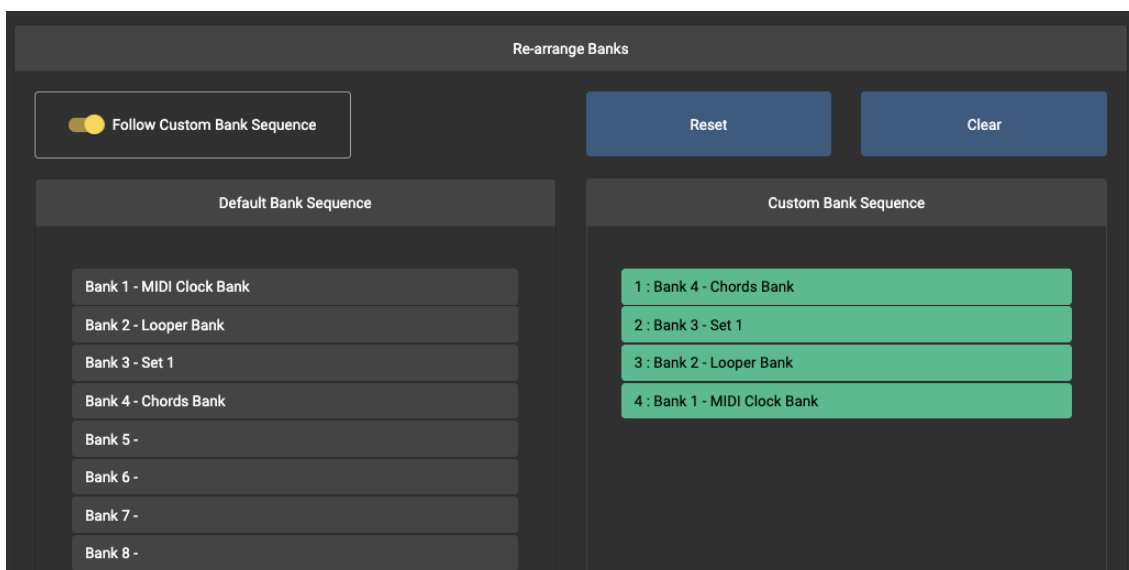 Re-arrange Banks
Follow Custom Bank Sequence
Reset
Clear
Default Bank Sequence
Bank 1 - MIDI Clock Bank
Bank 2 - Looper Bank
Bank 3 - Set 1
Bank 4 - Chords Bank
Bank 5 -
Bank 6 -
Bank 7 -
Bank 8 -
Custom Bank Sequence
1 : Bank 4 - Chords Bank
2 : Bank 3 - Set 1
3 : Bank 2 - Looper Bank
4 : Bank 1 - MIDI Clock Bank